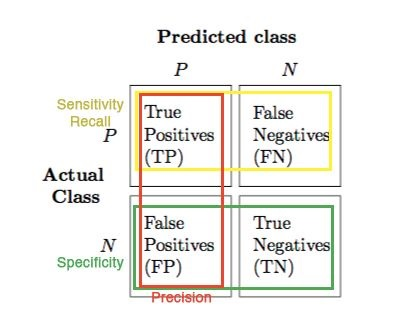 Predicted class
P N
Sensitivity
Recall
P
True
Positives
(TP)
False
Negatives
(FN)
Actual
Class
N
Specificity
False
Positives
(FP)
True
Negatives
(TN)
Precision